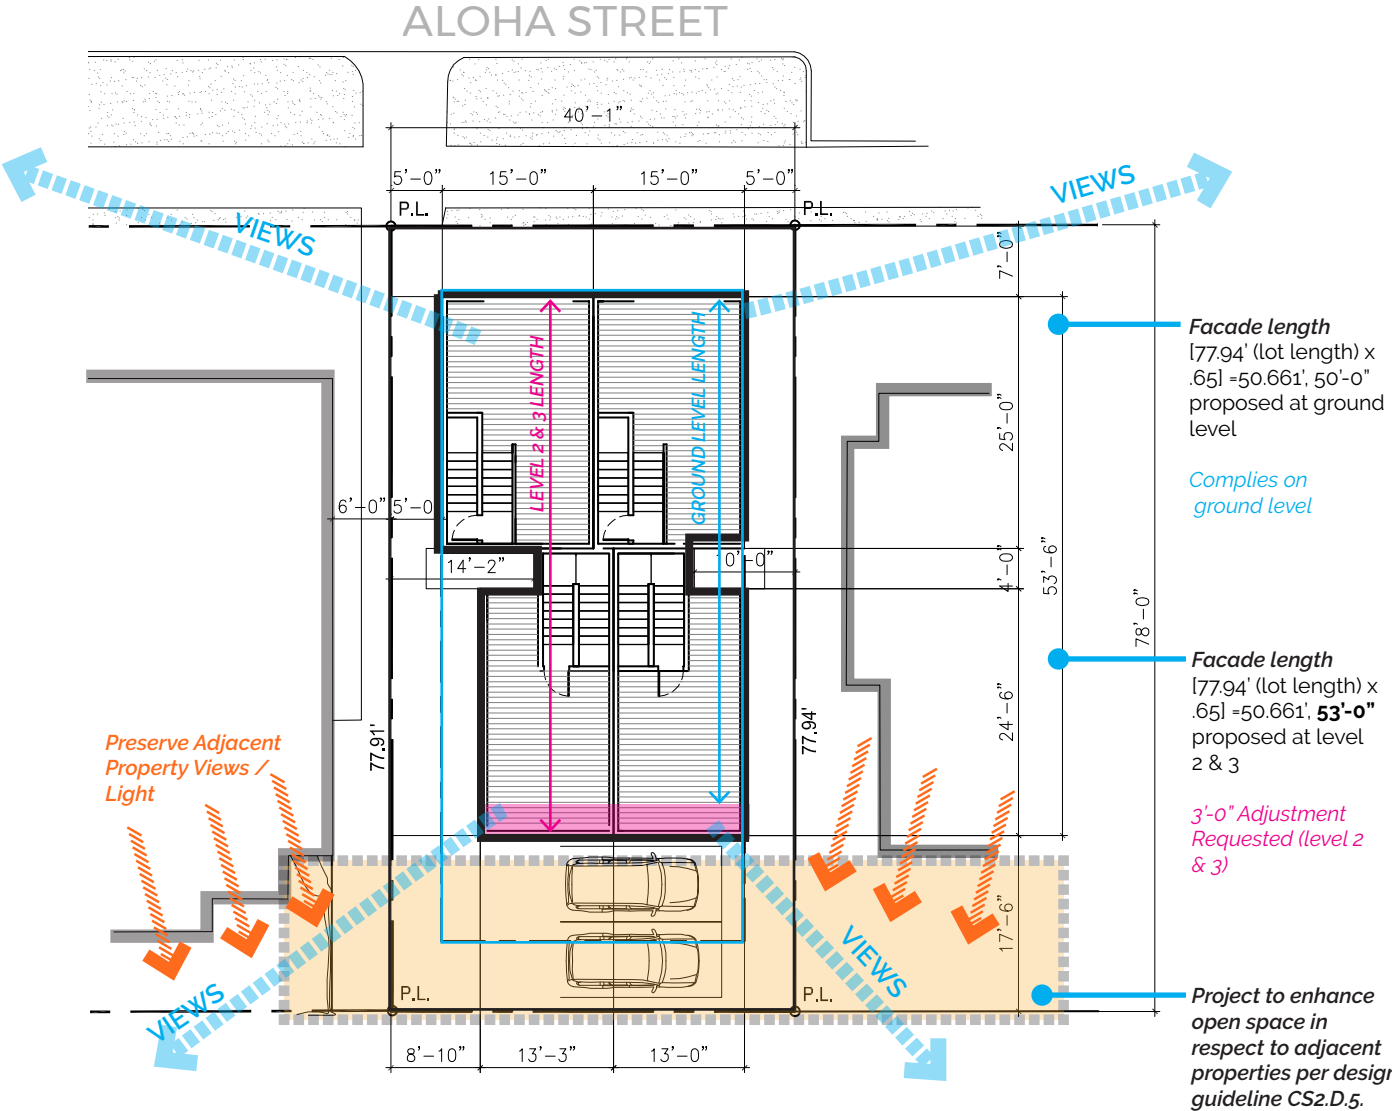 ALOHA STREET
40'-1"
5'-0" 15'-0" 15'-0" 5'-0"
P.L. P.L.
VIEWS
VIEWS
7'-0"
LEVEL 2 & 3 LENGTH
GROUND LEVEL LENGTH
25'-0"
6'-0" 5'-0
14'-2" 0'-0"
4'-0"
53'-6"
78'-0"
24'-6"
77.91'
77.94'
17'-6"
Facade length
[77.94' (lot length) x
.65] =50.661', 50'-0"
proposed at ground
level
Complies on
ground level
Facade length
[77.94' (lot length) x
.65] =50.661', 53'-0"
proposed at level
2 & 3
3'-0" Adjustment
Requested (level 2
& 3)
Preserve Adjacent
Property Views /
Light
VIEWS
VIEWS
P.L. P.L.
8'-10" 13'-3" 13'-0"
Project to enhance
open space in
respect to adjacent
properties per design
guideline CS2.D.5.